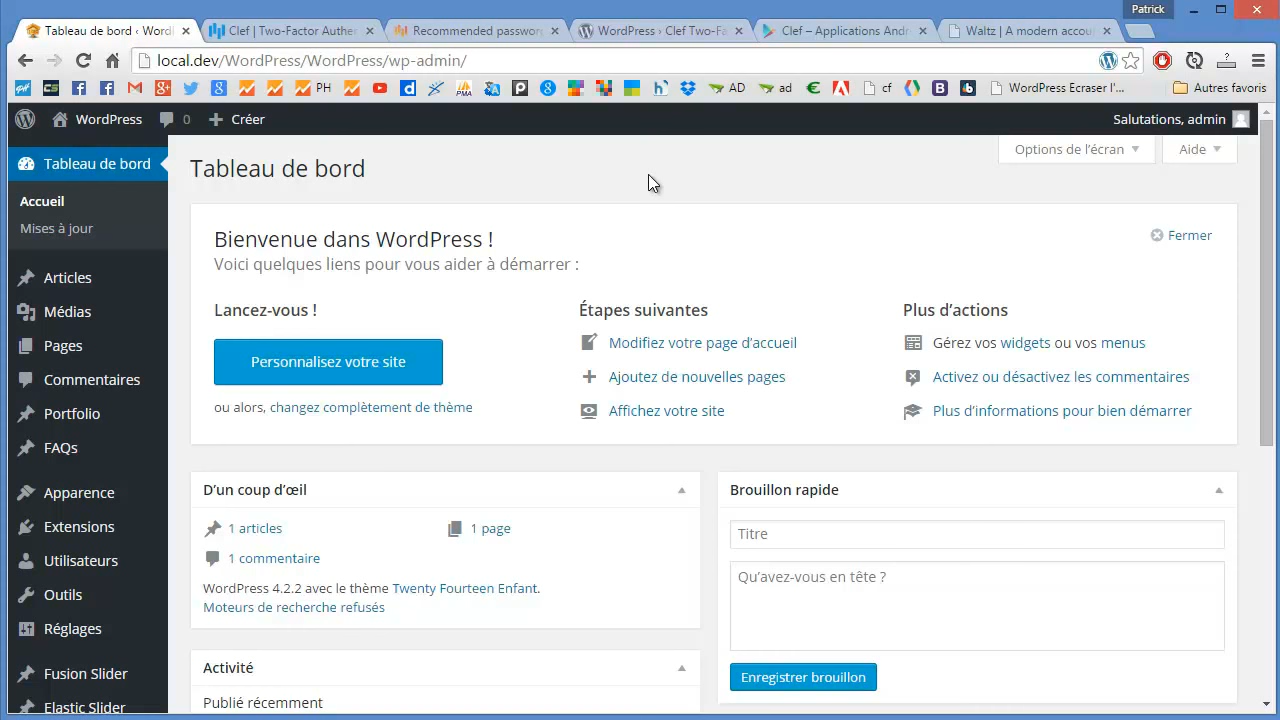 Patrick
Tableau de bord ‹ Word
Clef | Two-Factor Authe
Recommended passwor
WordPress › Clef Two-Fa
Clef – Applications Andr
Waltz | A modern accou
local.dev/WordPress/WordPress/wp-admin/
PH
AD
ad
cf
WordPress Ecraser l'...
Autres favoris
WordPress
0
Créer
Salutations, admin
Tableau de bord
Options de l’écran
Aide
Accueil
Mises à jour
Articles
Médias
Pages
Commentaires
Portfolio
FAQs
Apparence
Extensions
Utilisateurs
Outils
Réglages
Fusion Slider
Elastic Slider
Tableau de bord
Bienvenue dans WordPress !
Fermer
Voici quelques liens pour vous aider à démarrer :
Lancez-vous !
Personnalisez votre site
ou alors, changez complètement de thème
Étapes suivantes
Modifiez votre page d’accueil
Ajoutez de nouvelles pages
Affichez votre site
Plus d’actions
Gérez vos widgets ou vos menus
Activez ou désactivez les commentaires
Plus d’informations pour bien démarrer
D’un coup d’œil
1 articles
1 page
1 commentaire
WordPress 4.2.2 avec le thème Twenty Fourteen Enfant.
Moteurs de recherche refusés
Activité
Publié récemment
Brouillon rapide
Titre
Qu’avez-vous en tête ?
Enregistrer brouillon